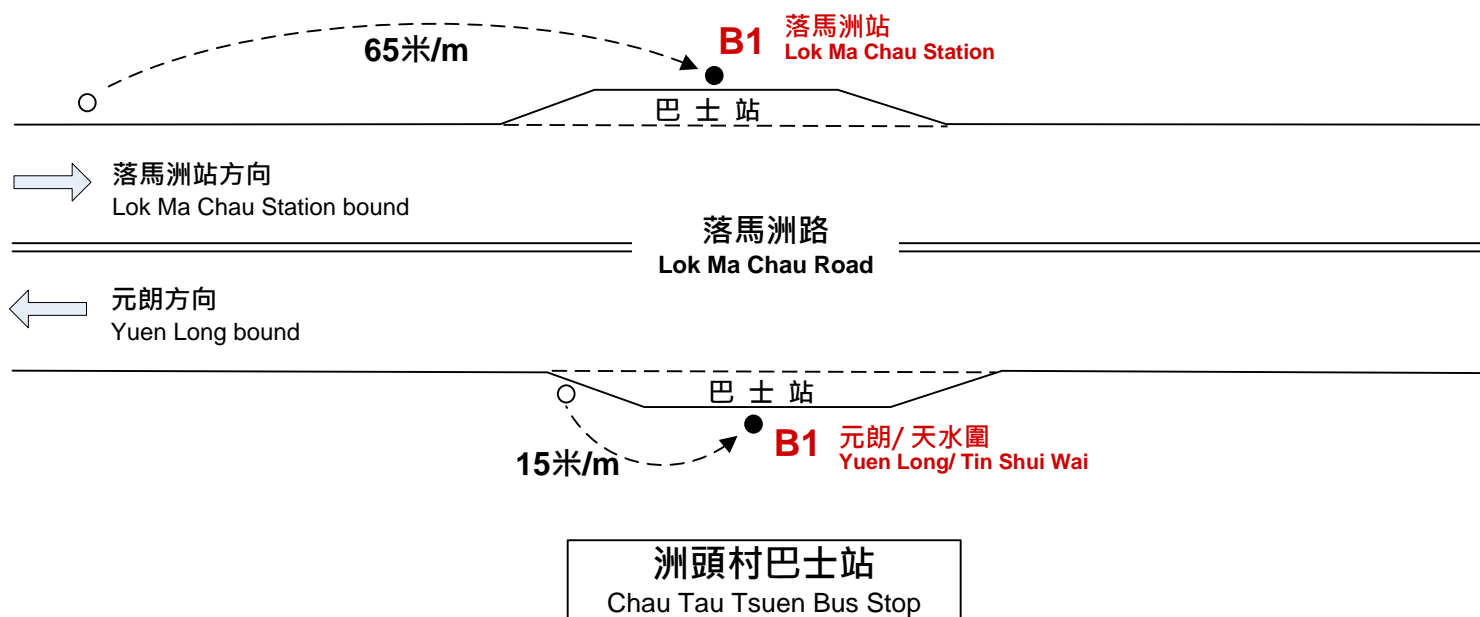 65米/m
B1
落馬洲站
Lok Ma Chau Station
巴士站
落馬洲站方向
Lok Ma Chau Station bound
落馬洲路
Lok Ma Chau Road
元朗方向
Yuen Long bound
巴士站
15米/m
B1
元朗/ 天水圍
Yuen Long/ Tin Shui Wai
洲頭村巴士站
Chau Tau Tsuen Bus Stop